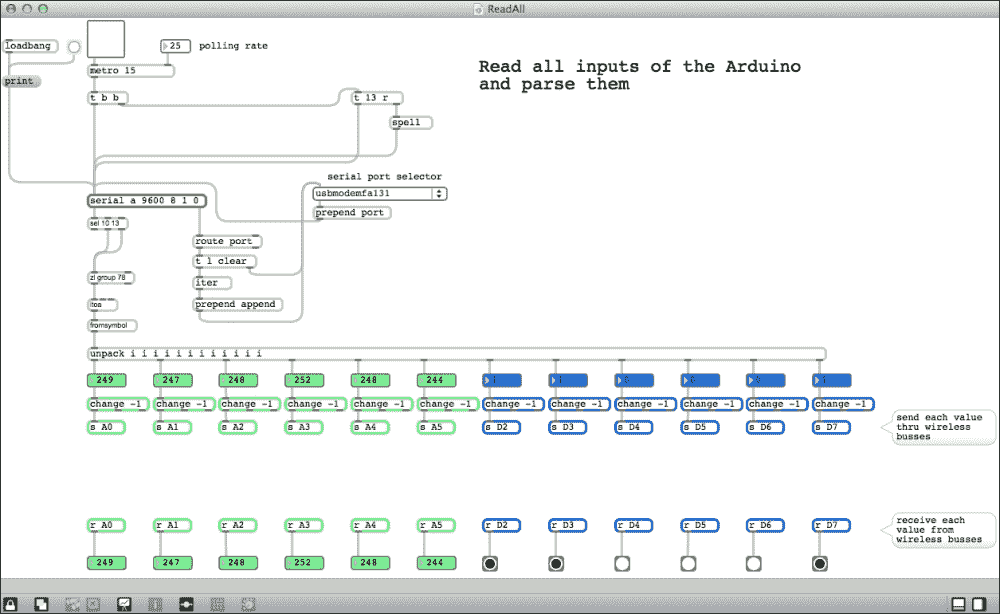 ReadAll
loadbang
25 polling rate
metro 15
print
Read all inputs of the Arduino
and parse them
t b b
t 13 r
spell
serial port selector
usbmodemfa131
prepend port
serial a 9600 8 1 0
sel 10 13
route port
t l clear
zl group 78
iter
itoa
prepend append
fromsymbol
unpack i i i i i i i i i i i i
249 247 248 252 248 244 1 1 0 0 0 1
change -1 change -1 change -1 change -1 change -1 change -1 change -1 change -1 change -1 change -1 change -1 change -1
s A0 s A1 s A2 s A3 s A4 s A5 s D2 s D3 s D4 s D5 s D6 s D7
send each value
thru wireless
busses
r A0 r A1 r A2 r A3 r A4 r A5 r D2 r D3 r D4 r D5 r D6 r D7
receive each
value from
wireless busses
249 247 248 252 248 244